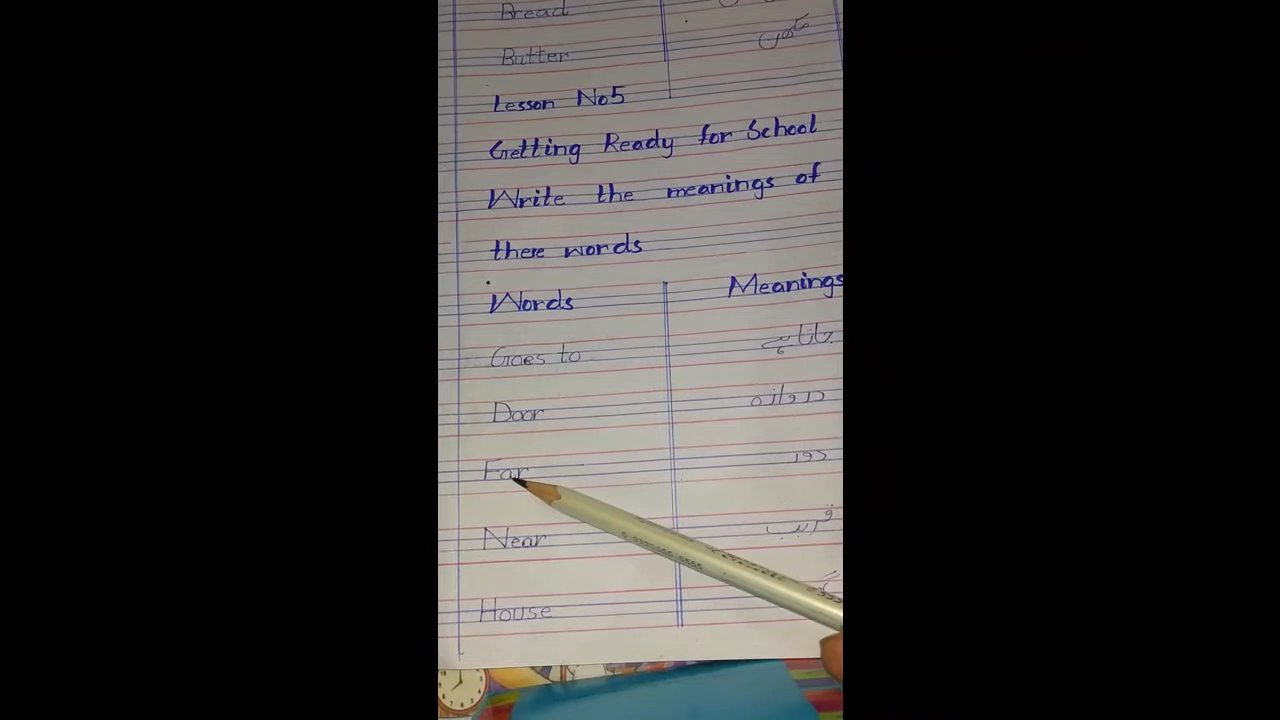 Bread
Butter مکھن
Lesson No5
Getting Ready for School
Write the meanings of
these words
Words Meanings
Goes to جاتا ہے
Door دروازہ
Far دور
Near قریب
House